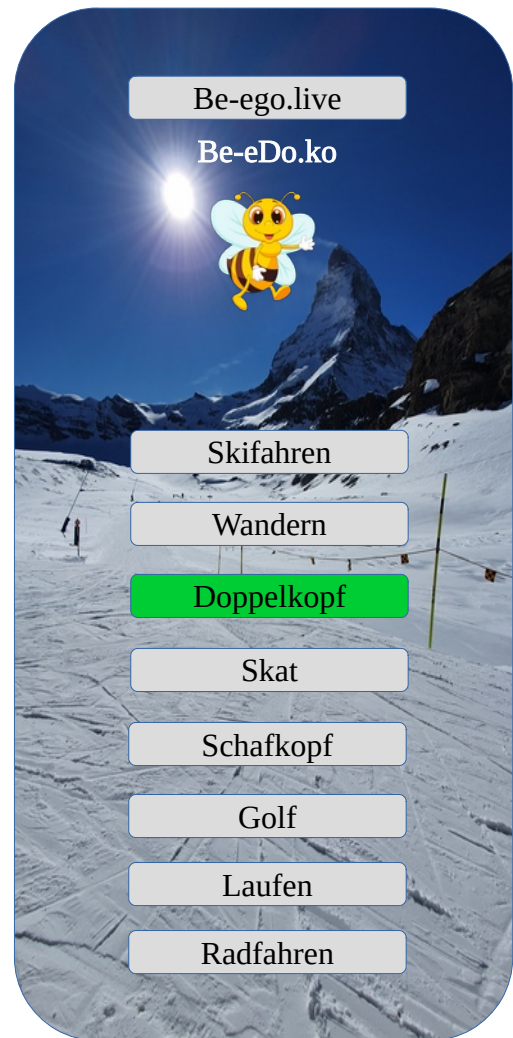 Be-ego.live
Be-eDo.ko
Skifahren
Wandern
Doppelkopf
Skat
Schafkopf
Golf
Laufen
Radfahren